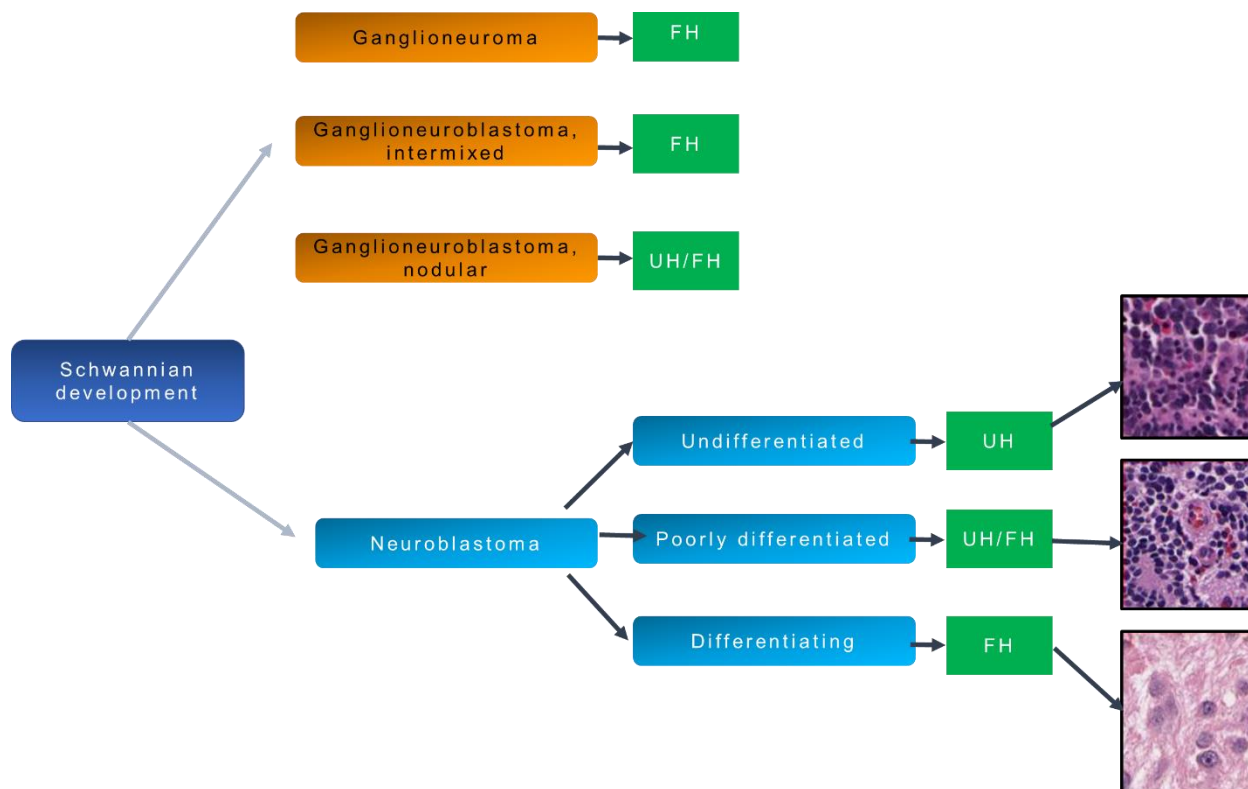 Ganglioneuroma
FH
Ganglioneuroblastoma,
intermixed
FH
Ganglioneuroblastoma,
nodular
UH/FH
Schwannian
development
Undifferentiated
UH
Neuroblastoma
Poorly differentiated
UH/FH
Differentiating
FH